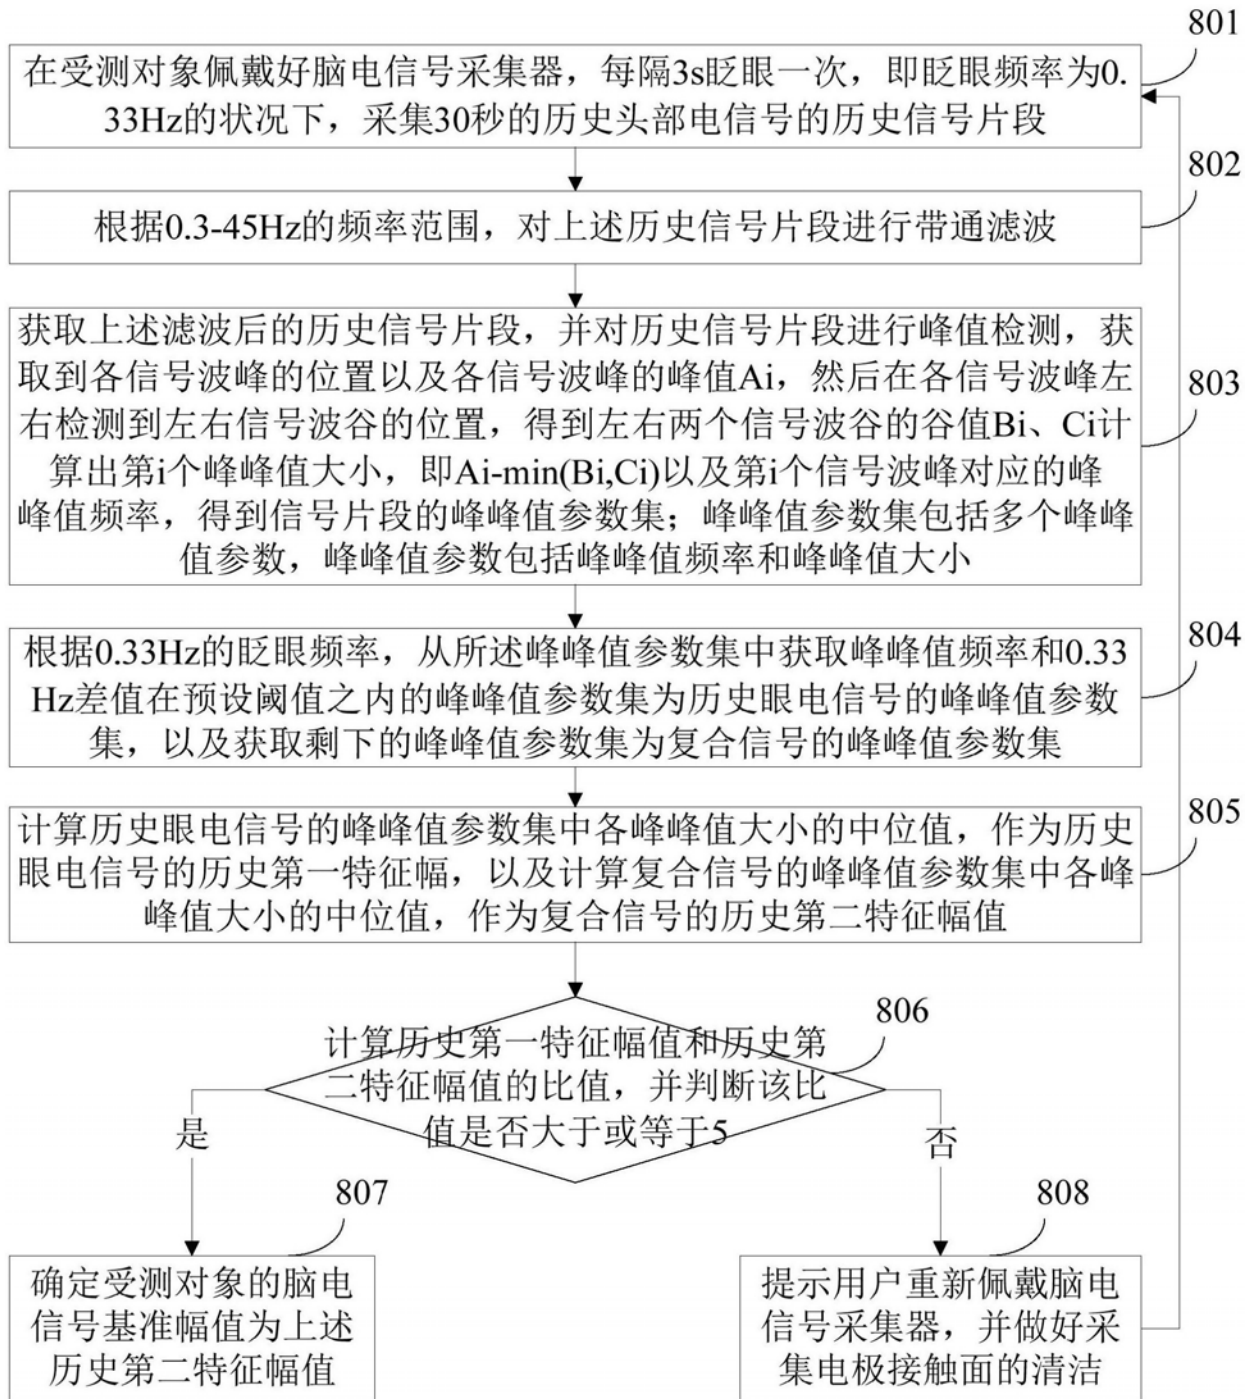 801
在受测对象佩戴好脑电信号采集器，每隔3s眨眼一次，即眨眼频率为0.
33Hz的状况下，采集30秒的历史头部电信号的历史信号片段
802
根据0.3-45Hz的频率范围，对上述历史信号片段进行带通滤波
803
获取上述滤波后的历史信号片段，并对历史信号片段进行峰值检测，获
取到各信号波峰的位置以及各信号波峰的峰值Ai，然后在各信号波峰左
右检测到左右信号波谷的位置，得到左右两个信号波谷的谷值Bi、Ci计
算出第i个峰峰值大小，即Ai-min(Bi,Ci)以及第i个信号波峰对应的峰
峰值频率，得到信号片段的峰峰值参数集；峰峰值参数集包括多个峰峰
值参数，峰峰值参数包括峰峰值频率和峰峰值大小
804
根据0.33Hz的眨眼频率，从所述峰峰值参数集中获取峰峰值频率和0.33
Hz差值在预设阈值之内的峰峰值参数集为历史眼电信号的峰峰值参数
集，以及获取剩下的峰峰值参数集为复合信号的峰峰值参数集
805
计算历史眼电信号的峰峰值参数集中各峰峰值大小的中位值，作为历史
眼电信号的历史第一特征幅，以及计算复合信号的峰峰值参数集中各峰
峰值大小的中位值，作为复合信号的历史第二特征幅值
806
计算历史第一特征幅值和历史第
二特征幅值的比值，并判断该比
值是否大于或等于5
是
否
807
确定受测对象的脑电
信号基准幅值为上述
历史第二特征幅值
808
提示用户重新佩戴脑电
信号采集器，并做好采
集电极接触面的清洁